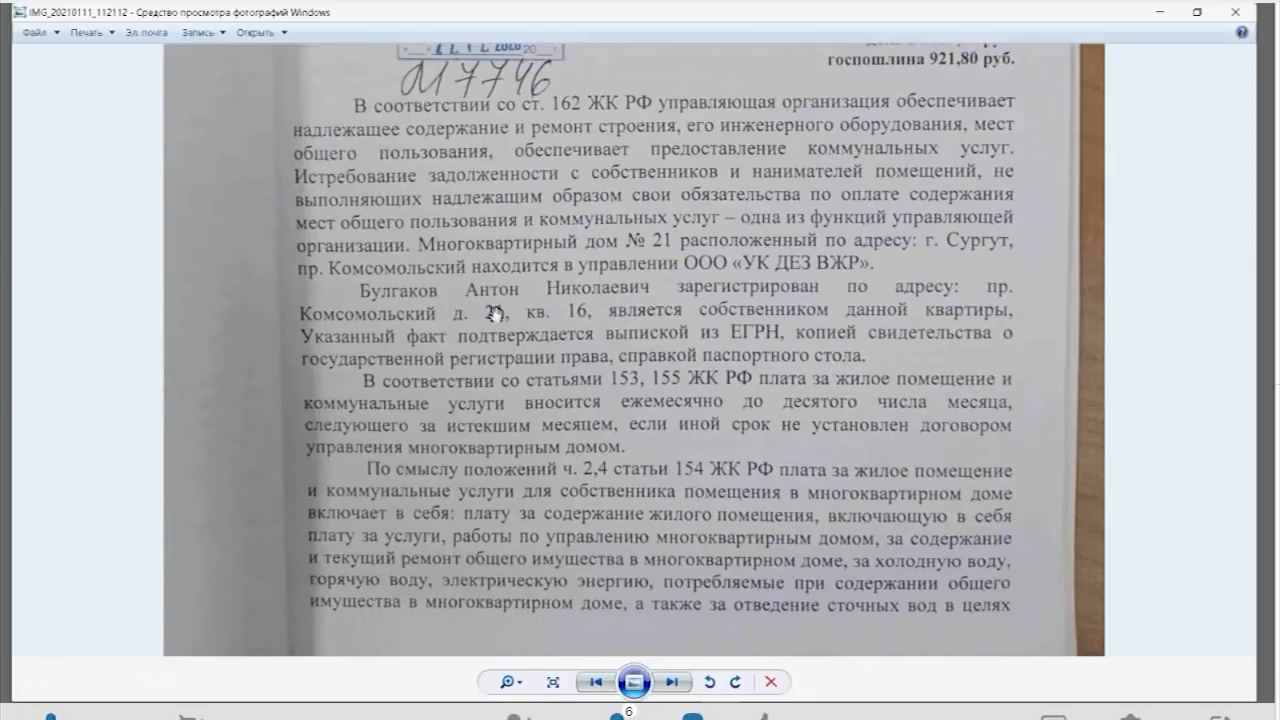 IMG_20210111_112112 - Средство просмотра фотографий Windows
Файл Печать Эл. почта Запись Открыть
20
017746
госпошлина 921,80 руб.
В соответствии со ст. 162 ЖК РФ управляющая организация обеспечивает
надлежащее содержание и ремонт строения, его инженерного оборудования, мест
общего пользования, обеспечивает предоставление коммунальных услуг.
Истребование задолженности с собственников и нанимателей помещений, не
выполняющих надлежащим образом свои обязательства по оплате содержания
мест общего пользования и коммунальных услуг – одна из функций управляющей
организации. Многоквартирный дом № 21 расположенный по адресу: г. Сургут,
пр. Комсомольский находится в управлении ООО «УК ДЕЗ ВЖР».
Булгаков Антон Николаевич зарегистрирован по адресу: пр.
Комсомольский д. 21, кв. 16, является собственником данной квартиры,
Указанный факт подтверждается выпиской из ЕГРН, копией свидетельства о
государственной регистрации права, справкой паспортного стола.
В соответствии со статьями 153, 155 ЖК РФ плата за жилое помещение и
коммунальные услуги вносится ежемесячно до десятого числа месяца,
следующего за истекшим месяцем, если иной срок не установлен договором
управления многоквартирным домом.
По смыслу положений ч. 2,4 статьи 154 ЖК РФ плата за жилое помещение
и коммунальные услуги для собственника помещения в многоквартирном доме
включает в себя: плату за содержание жилого помещения, включающую в себя
плату за услуги, работы по управлению многоквартирным домом, за содержание
и текущий ремонт общего имущества в многоквартирном доме, за холодную воду,
горячую воду, электрическую энергию, потребляемые при содержании общего
имущества в многоквартирном доме, а также за отведение сточных вод в целях
6